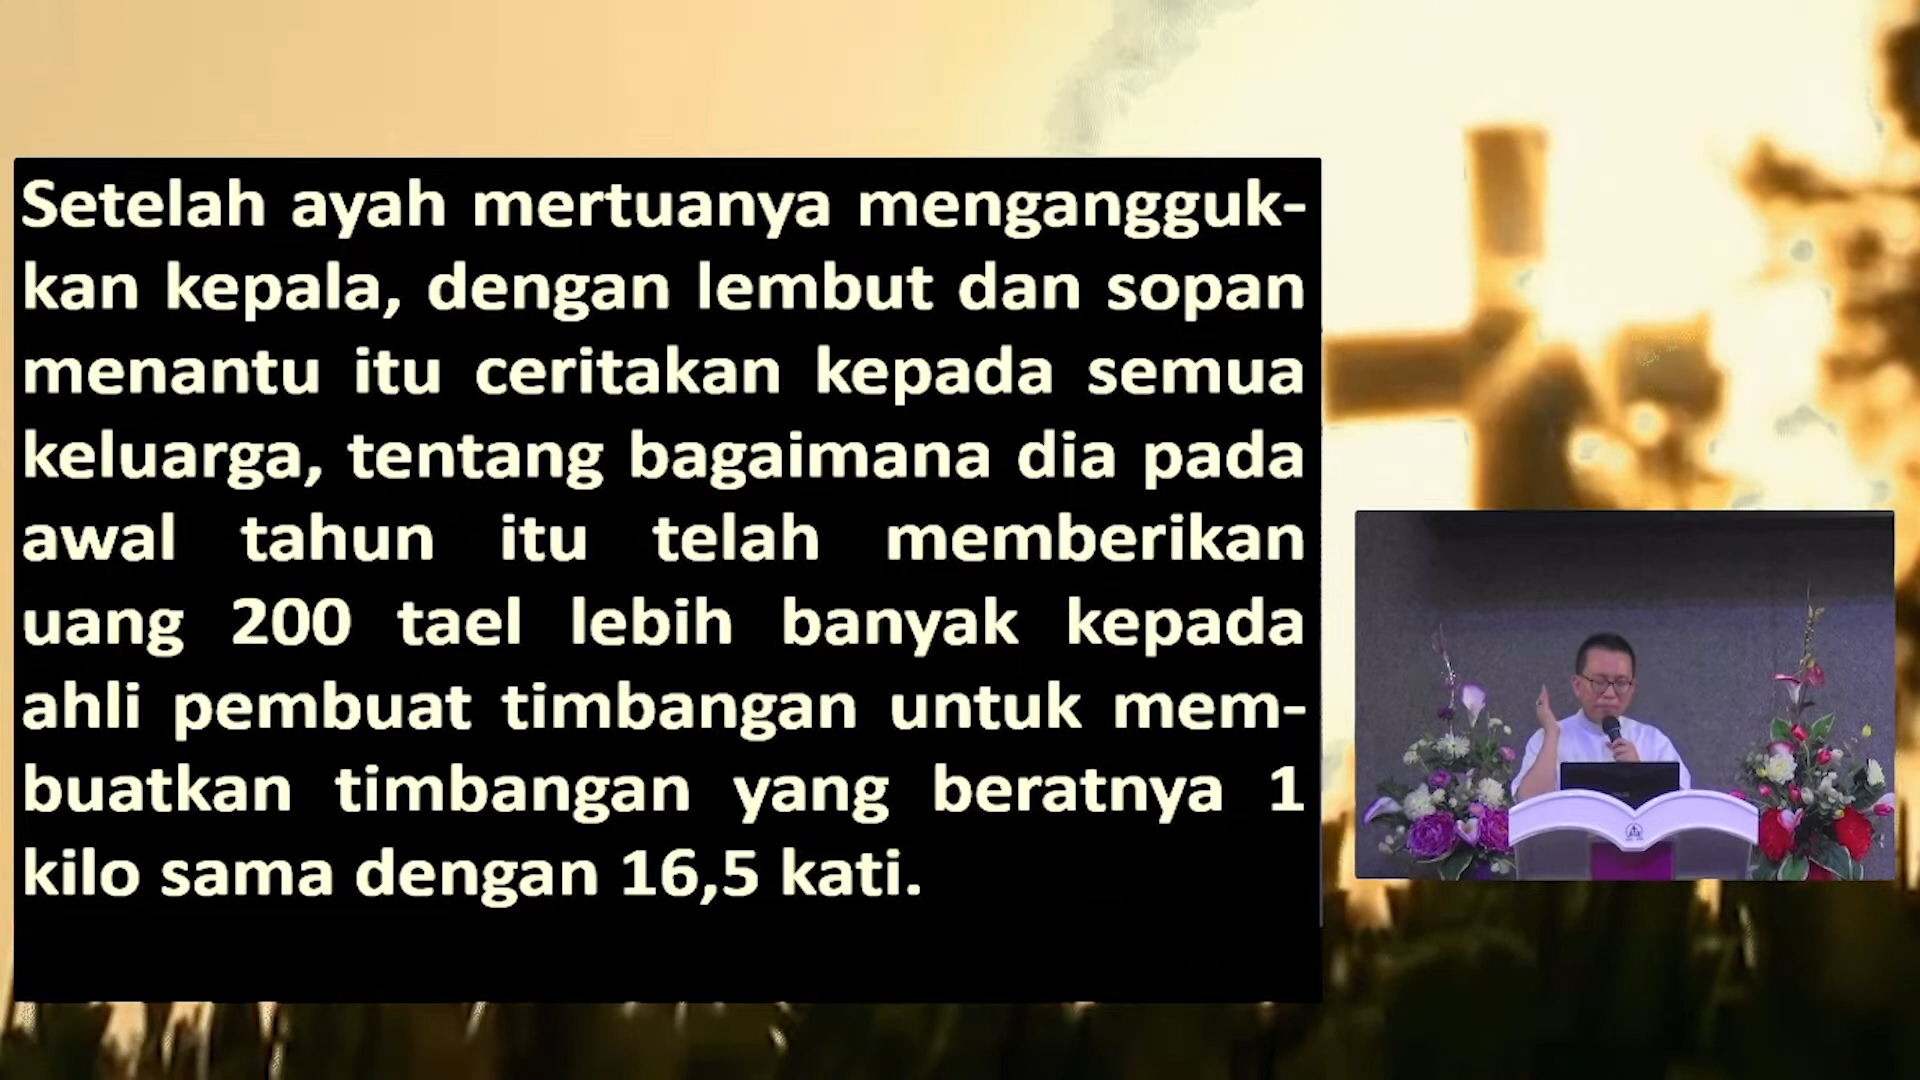 Setelah ayah mertuanya mengangguk-
kan kepala, dengan lembut dan sopan
menantu itu ceritakan kepada semua
keluarga, tentang bagaimana dia pada
awal tahun itu telah memberikan
uang 200 tael lebih banyak kepada
ahli pembuat timbangan untuk mem-
buatkan timbangan yang beratnya 1
kilo sama dengan 16,5 kati.